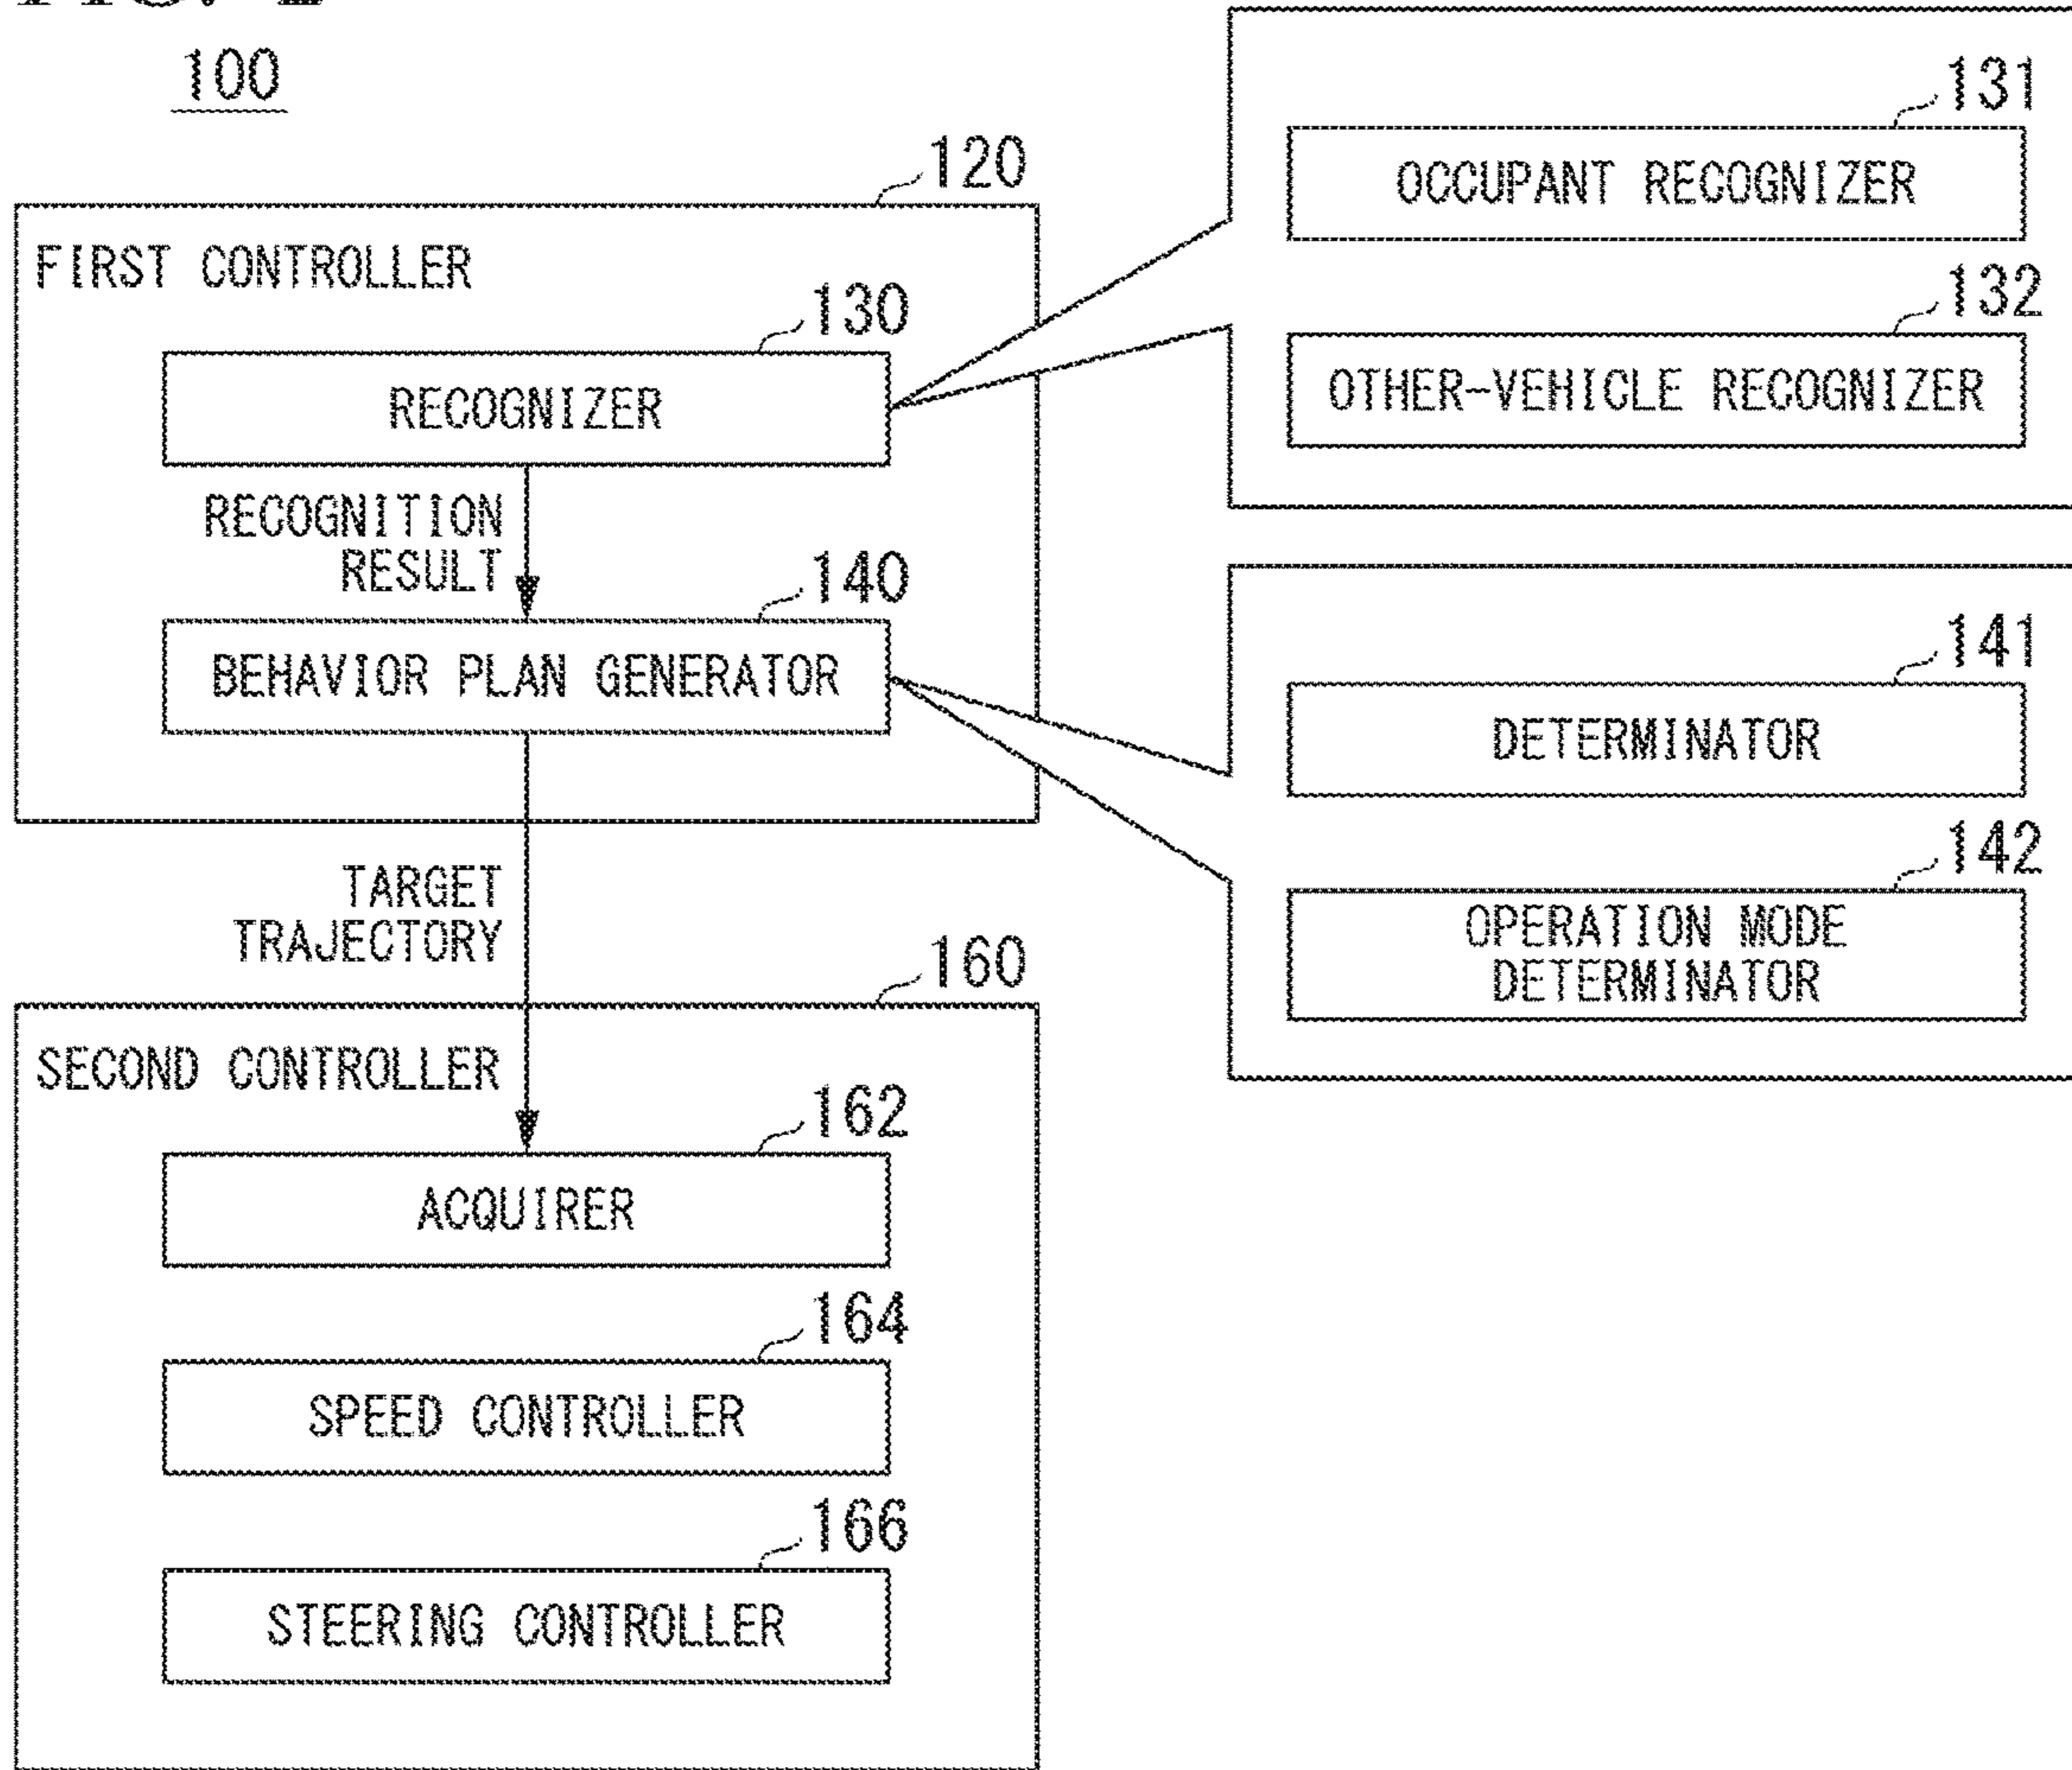 100
120
FIRST CONTROLLER
130
RECOGNIZER
RECOGNITION
RESULT
140
BEHAVIOR PLAN GENERATOR
TARGET
TRAJECTORY
160
SECOND CONTROLLER
162
ACQUIRER
164
SPEED CONTROLLER
166
STEERING CONTROLLER
131
OCCUPANT RECOGNIZER
132
OTHER-VEHICLE RECOGNIZER
141
DETERMINATOR
142
OPERATION MODE
DETERMINATOR